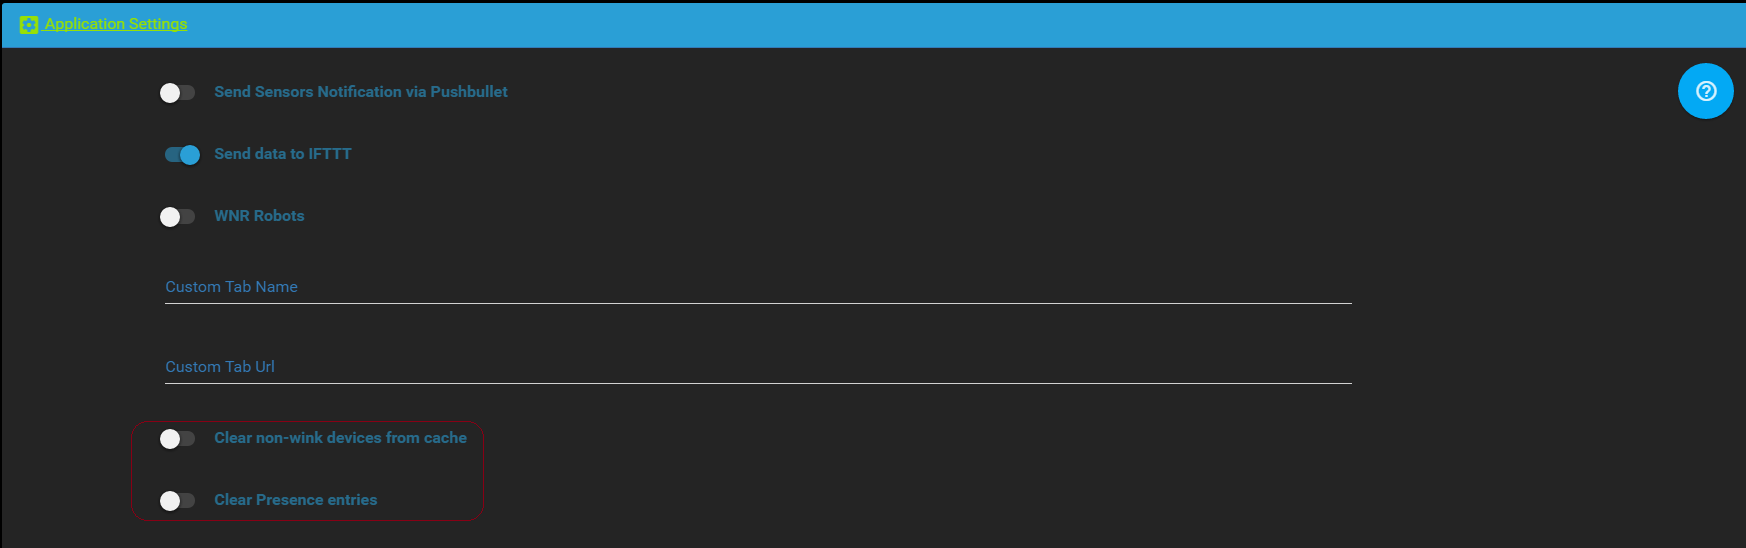 Application Settings
Send Sensors Notification via Pushbullet
Send data to IFTTT
WNR Robots
Custom Tab Name
Custom Tab Url
Clear non-wink devices from cache
Clear Presence entries